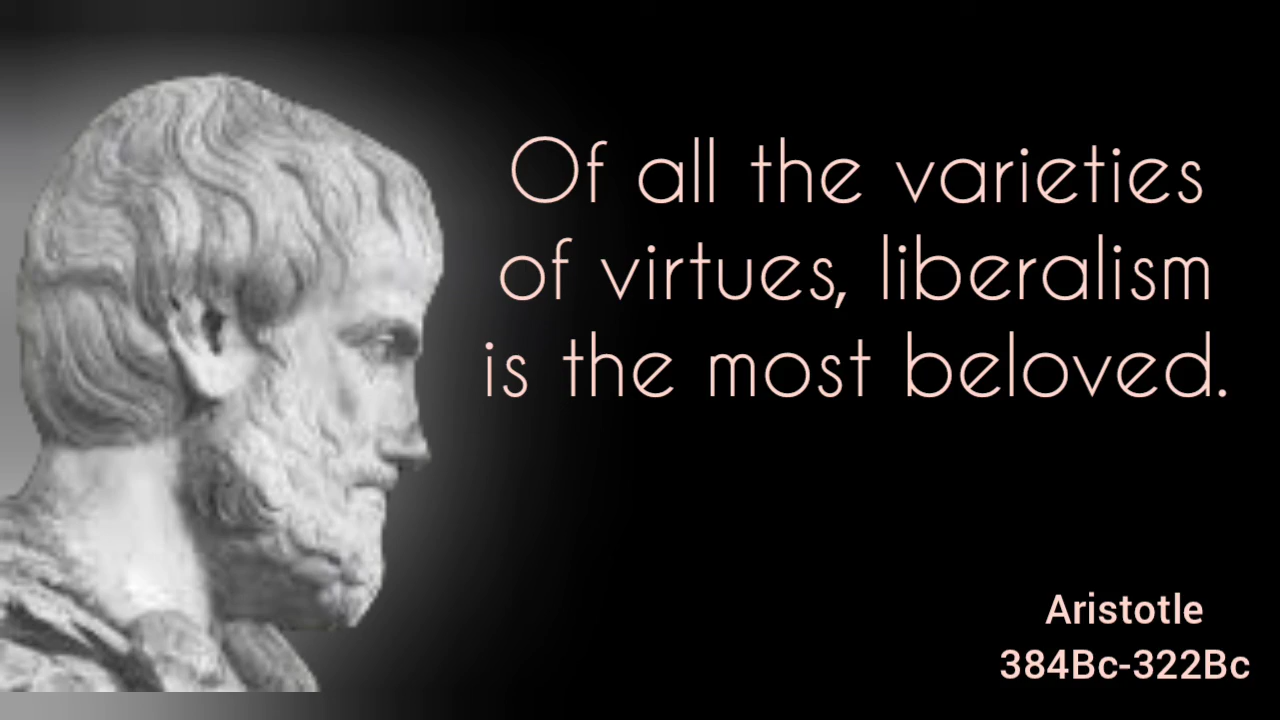 Of all the varieties
of virtues, liberalism
is the most beloved.
Aristotle
384Bc-322Bc